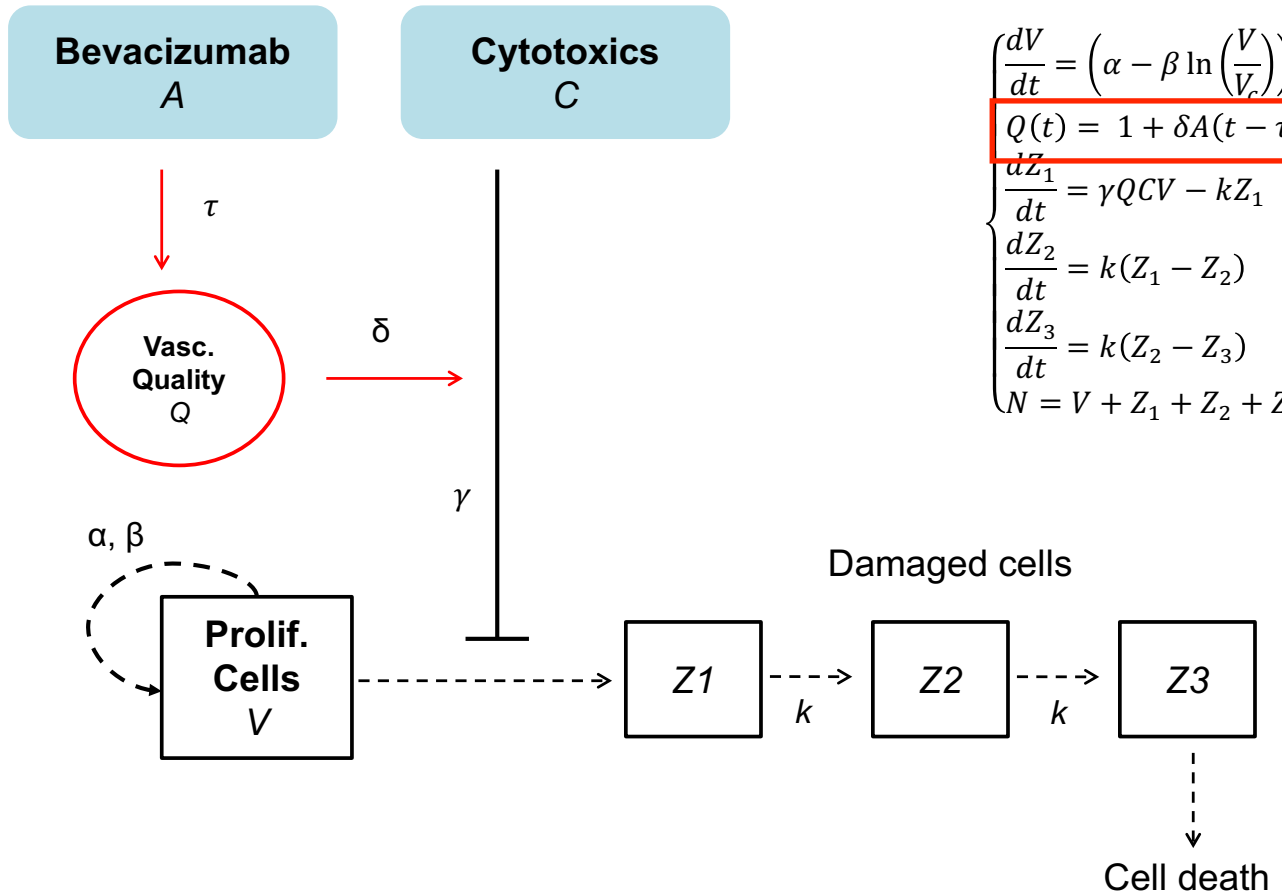 Bevacizumab
A
Cytotoxics
C
τ
Vasc.
Quality
Q
δ
γ
α, β
Prolif.
Cells
V
Damaged cells
Z1
k
Z2
k
Z3
Cell death
dV/dt = (α − β ln(V/V_c))
Q(t) = 1 + δA(t − τ
dZ₁/dt = γQCV − kZ₁
dZ₂/dt = k(Z₁ − Z₂)
dZ₃/dt = k(Z₂ − Z₃)
N = V + Z₁ + Z₂ + Z